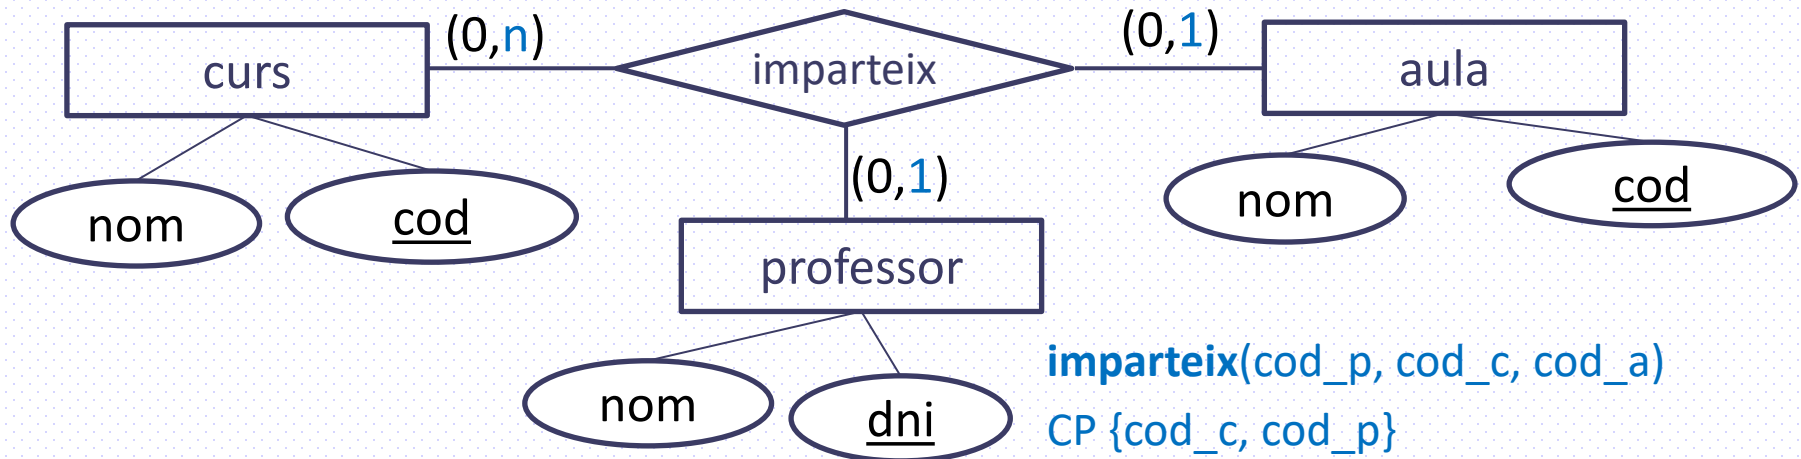 (0,n)
(0,1)
curs
imparteix
aula
(0,1)
nom
cod
nom
cod
professor
nom
dni
imparteix(cod_p, cod_c, cod_a)
CP {cod_c, cod_p}